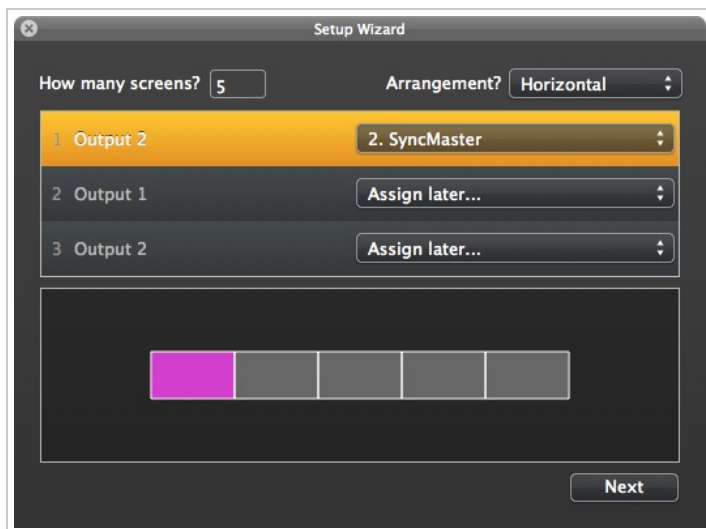 Setup Wizard
How many screens? 5 Arrangement? Horizontal
1 Output 2 2. SyncMaster
2 Output 1 Assign later...
3 Output 2 Assign later...
Next